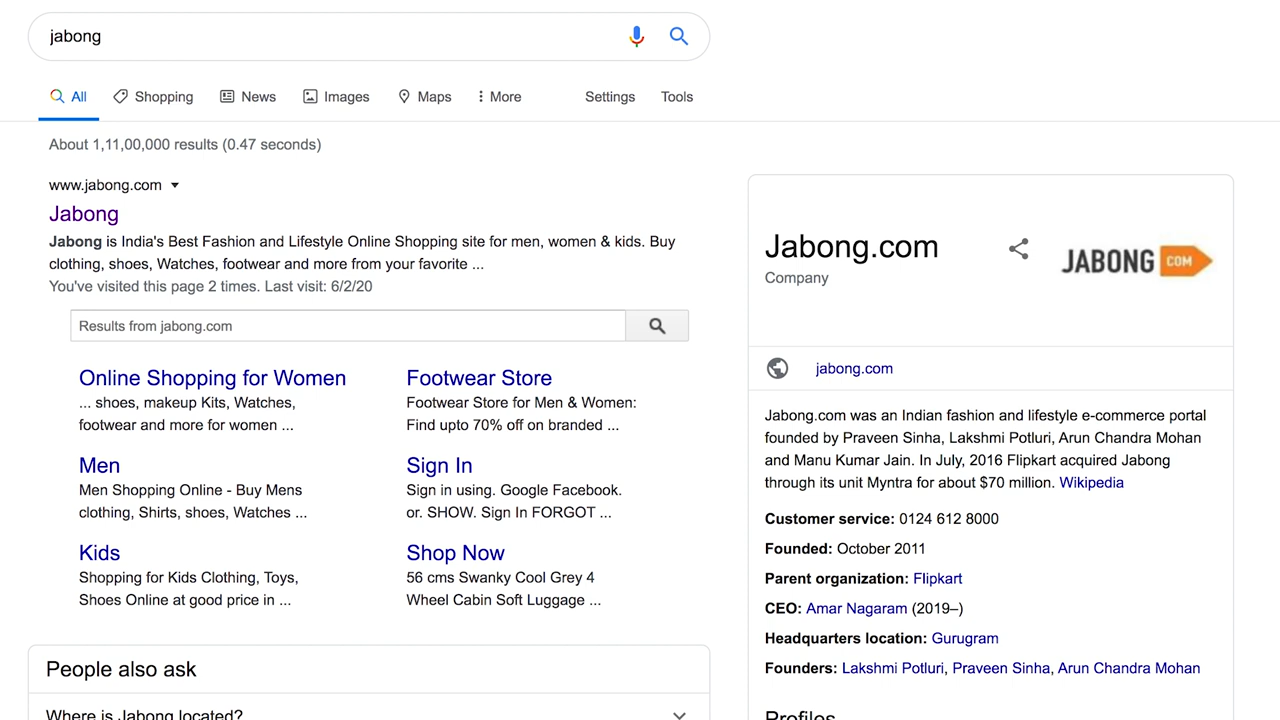 jabong
All
Shopping
News
Images
Maps
More
Settings
Tools
About 1,11,00,000 results (0.47 seconds)
www.jabong.com
Jabong
Jabong is India's Best Fashion and Lifestyle Online Shopping site for men, women & kids. Buy
clothing, shoes, Watches, footwear and more from your favorite ...
You've visited this page 2 times. Last visit: 6/2/20
Results from jabong.com
Online Shopping for Women
... shoes, makeup Kits, Watches,
footwear and more for women ...
Footwear Store
Footwear Store for Men & Women:
Find upto 70% off on branded ...
Men
Men Shopping Online - Buy Mens
clothing, Shirts, shoes, Watches ...
Sign In
Sign in using. Google Facebook.
or. SHOW. Sign In FORGOT ...
Kids
Shopping for Kids Clothing, Toys,
Shoes Online at good price in ...
Shop Now
56 cms Swanky Cool Grey 4
Wheel Cabin Soft Luggage ...
People also ask
Where is Jabong located?
Jabong.com
Company
JABONG COM
jabong.com
Jabong.com was an Indian fashion and lifestyle e-commerce portal
founded by Praveen Sinha, Lakshmi Potluri, Arun Chandra Mohan
and Manu Kumar Jain. In July, 2016 Flipkart acquired Jabong
through its unit Myntra for about $70 million. Wikipedia
Customer service: 0124 612 8000
Founded: October 2011
Parent organization: Flipkart
CEO: Amar Nagaram (2019–)
Headquarters location: Gurugram
Founders: Lakshmi Potluri, Praveen Sinha, Arun Chandra Mohan
Profiles